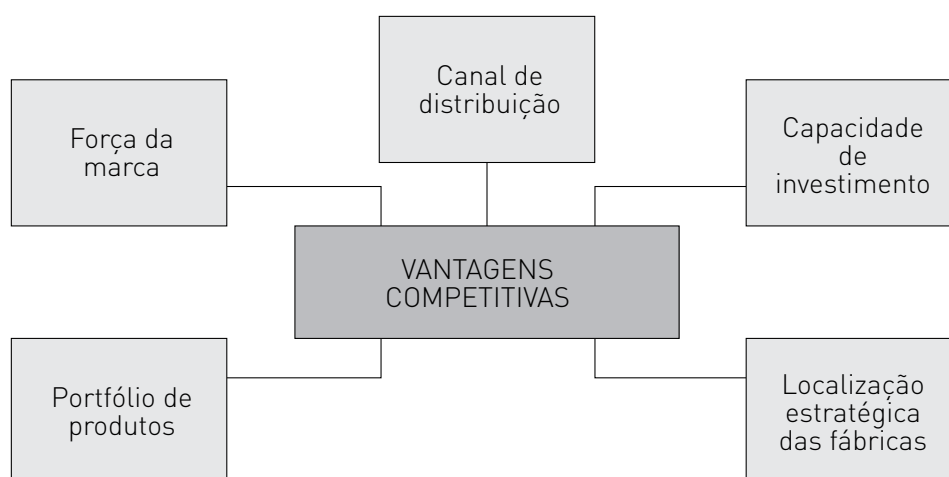 Canal de
distribuição
Força da
marca
Capacidade
de
investimento
VANTAGENS
COMPETITIVAS
Portfólio de
produtos
Localização
estratégica
das fábricas